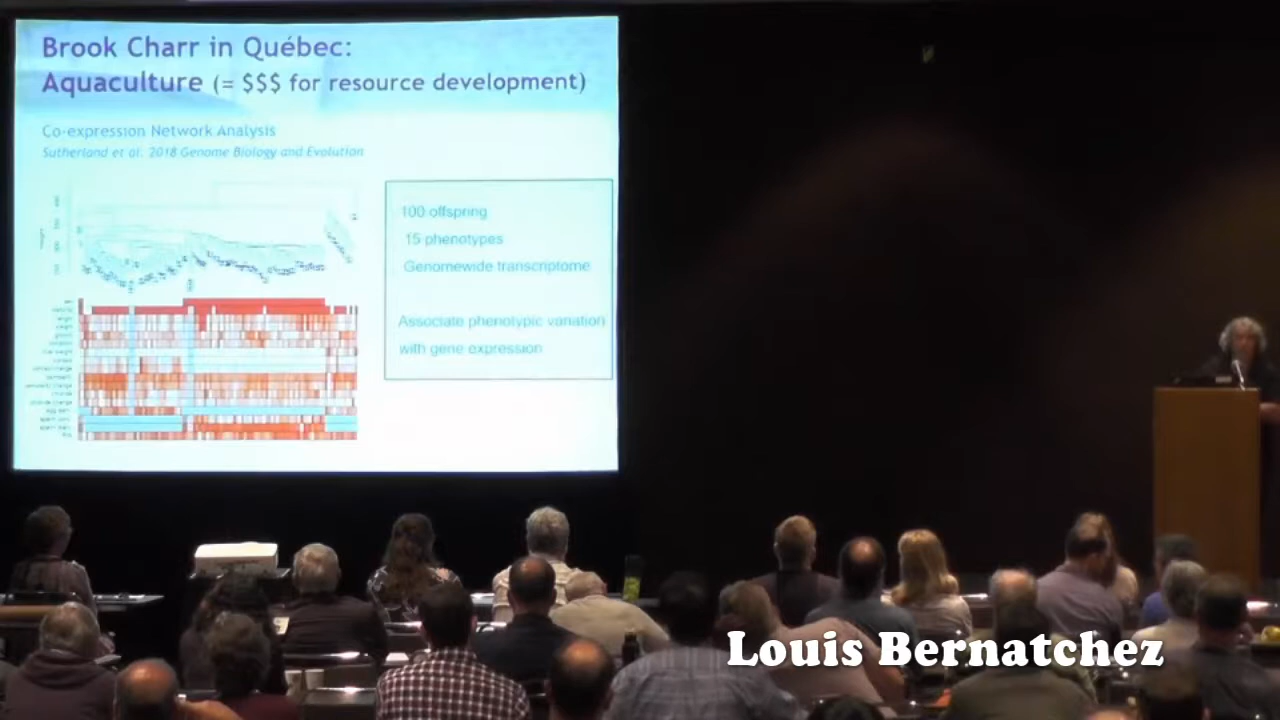 Brook Charr in Québec:
Aquaculture (= $$$ for resource development)
Co-expression Network Analysis
Sutherland et al. 2018 Genome Biology and Evolution
100 offspring
15 phenotypes
Genomewide transcriptome
Associate phenotypic variation
with gene expression
Louis Bernatchez